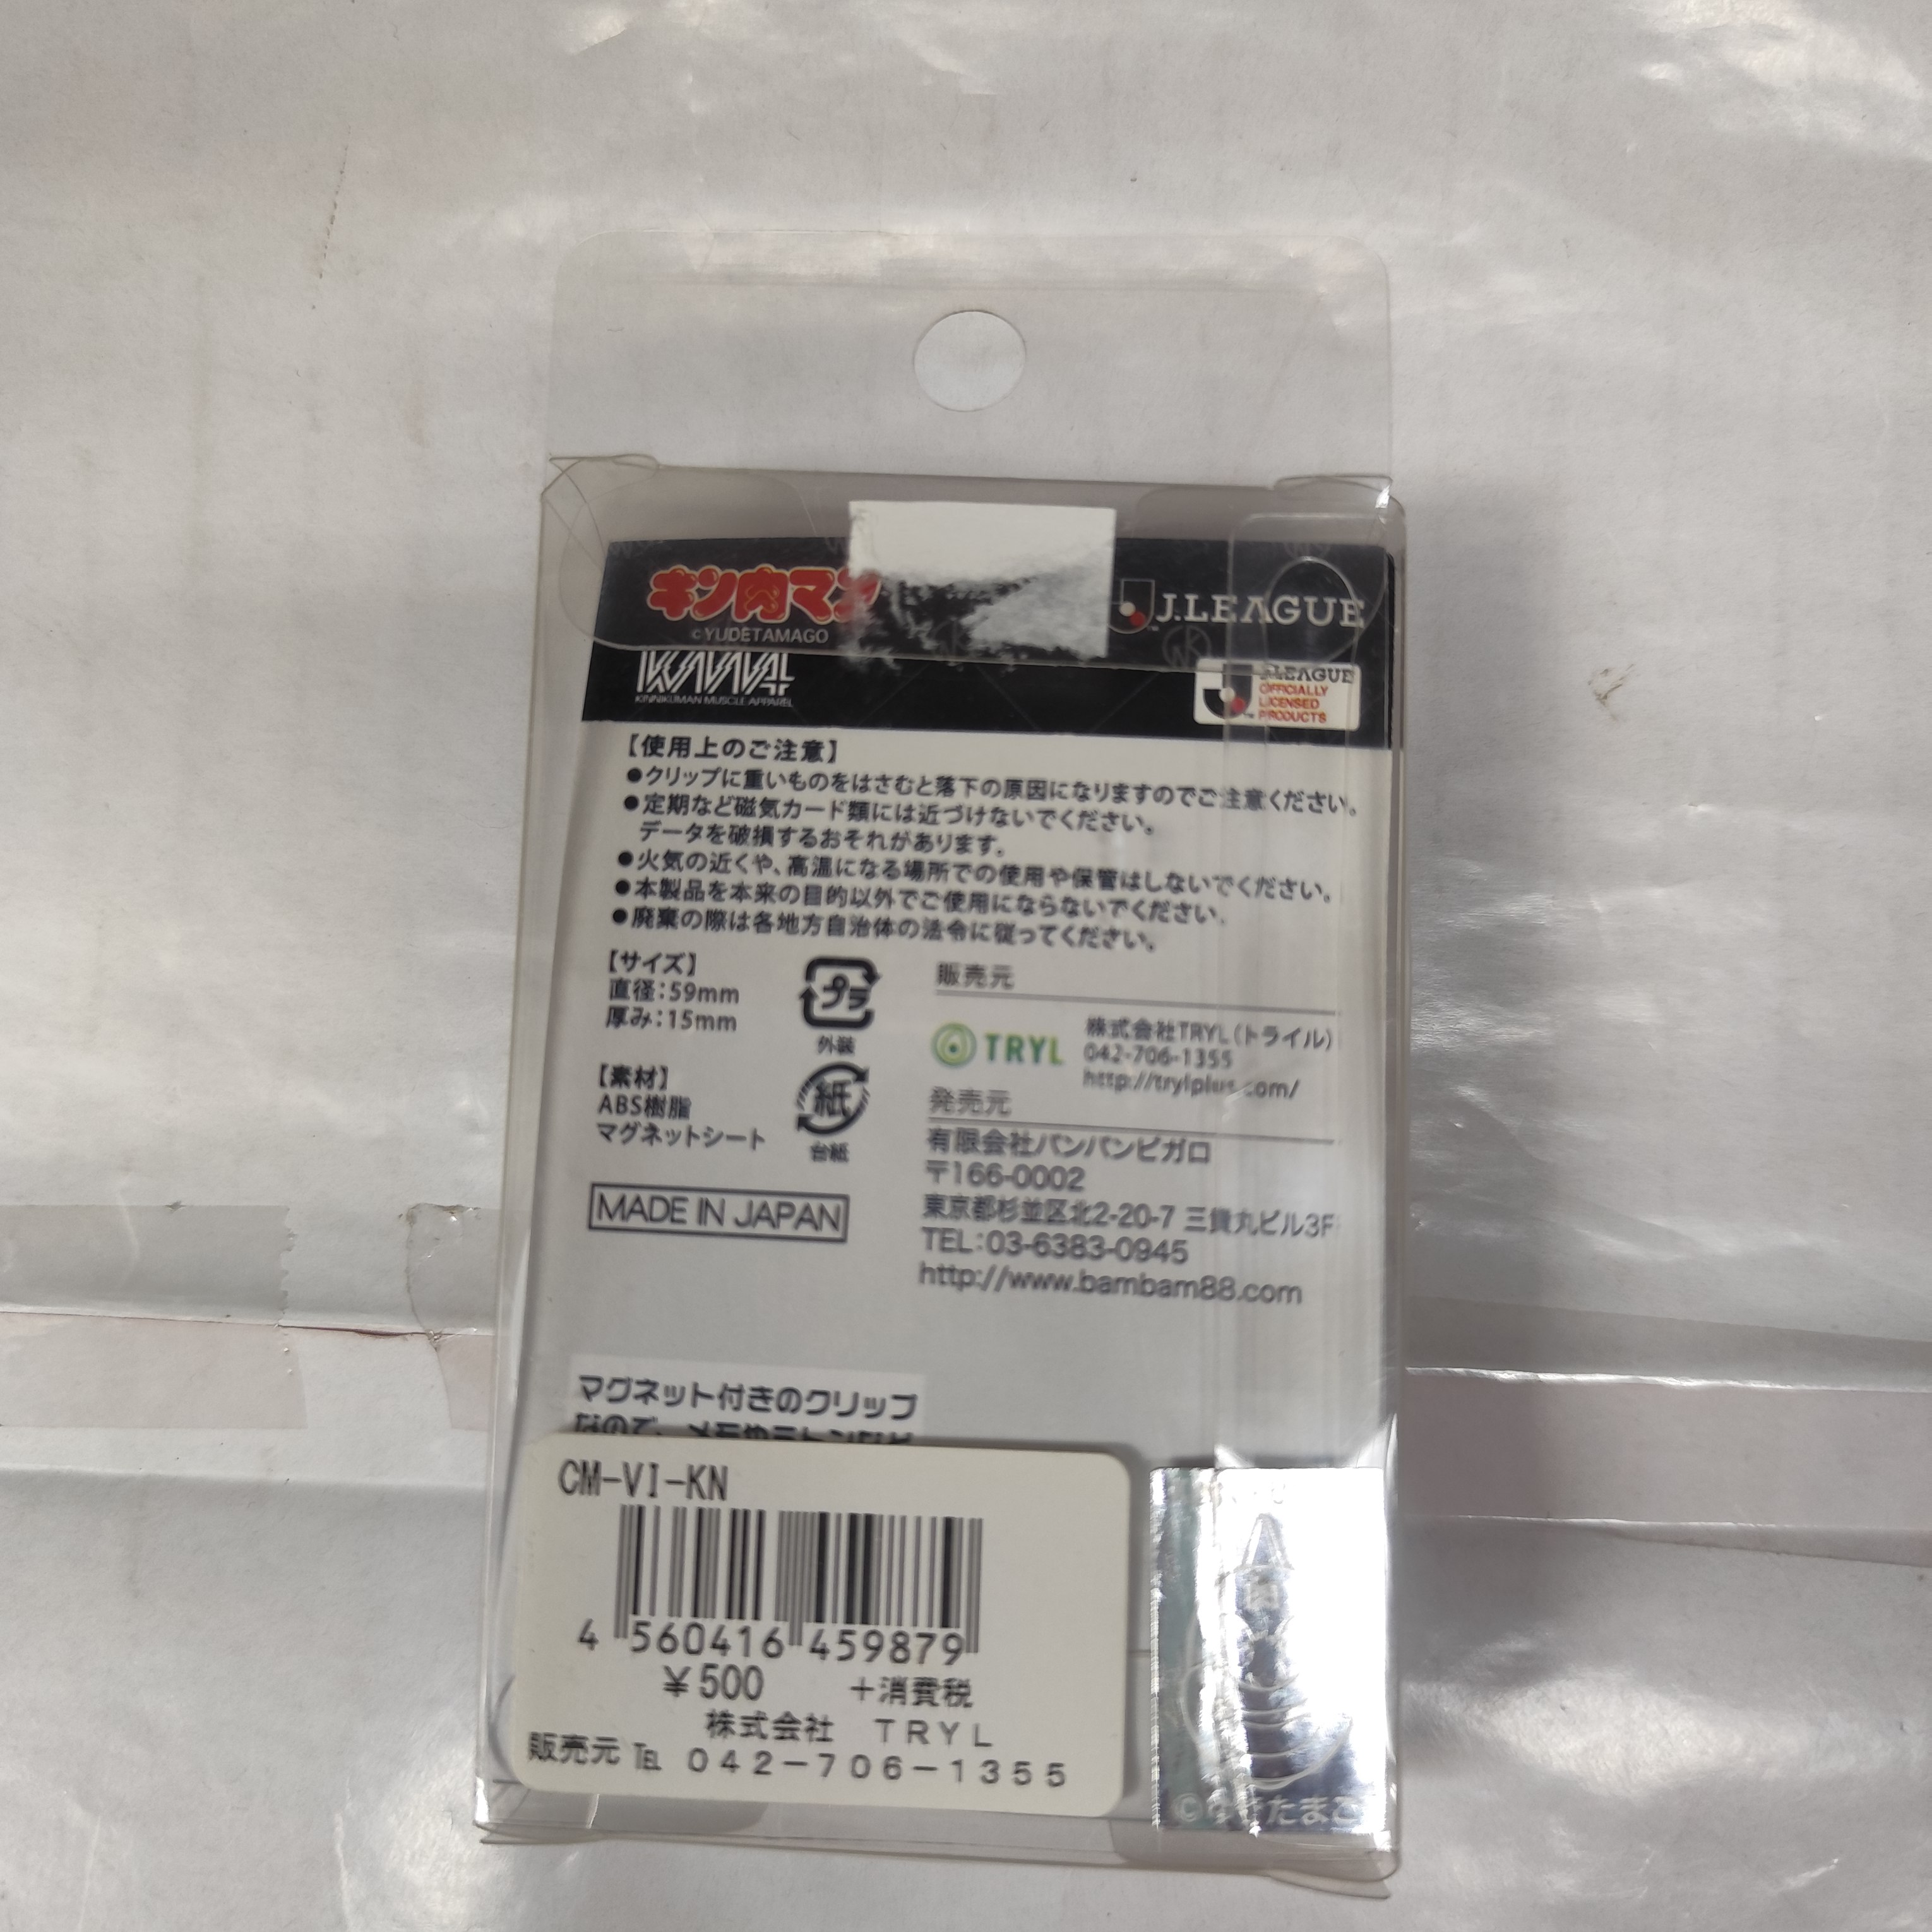 キン肉マン
©YUDETAMAGO
J.LEAGUE
KINNIKUMAN MUSCLE APPAREL
J.LEAGUE
OFFICIALLY
LICENSED
PRODUCTS
【使用上のご注意】
●クリップに重いものをはさむと落下の原因になりますのでご注意ください。
●定期など磁気カード類には近づけないでください。
データを破損するおそれがあります。
●火気の近くや、高温になる場所での使用や保管はしないでください。
●本製品を本来の目的以外でご使用にならないでください。
●廃棄の際は各地方自治体の法令に従ってください。
【サイズ】
直径:59mm
厚み:15mm
プラ
外装
【素材】
ABS樹脂
マグネットシート
紙
台紙
MADE IN JAPAN
販売元
TRYL
株式会社TRYL(トライル)
042-706-1355
http://trylplus.com/
発売元
有限会社バンバンビガロ
〒166-0002
東京都杉並区北2-20-7 三貴丸ビル3F
TEL:03-6383-0945
http://www.bambam88.com
マグネット付きのクリップ
なので、メモや
CM-VI-KN
4 560416 459879
¥500 +消費税
株式会社 TRYL
販売元 ℡ 042-706-1355
©ゆでたまご